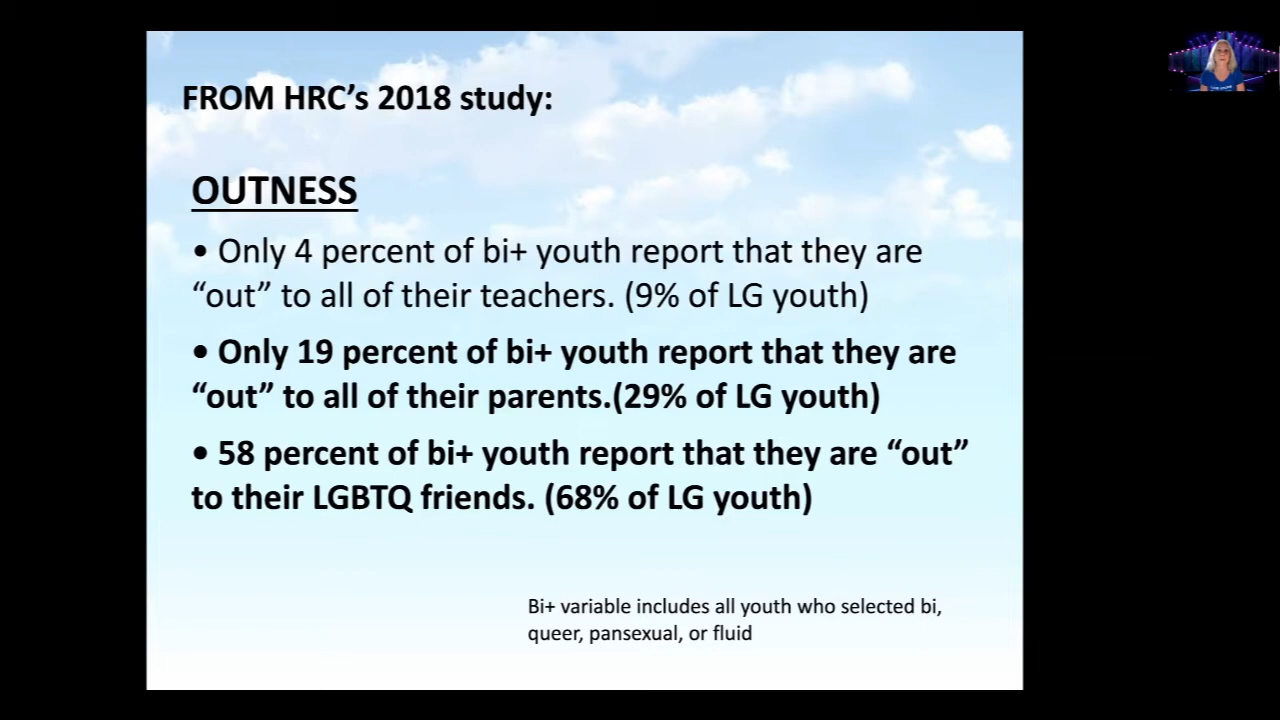 FROM HRC’s 2018 study:
OUTNESS
• Only 4 percent of bi+ youth report that they are
“out” to all of their teachers. (9% of LG youth)
• Only 19 percent of bi+ youth report that they are
“out” to all of their parents.(29% of LG youth)
• 58 percent of bi+ youth report that they are “out”
to their LGBTQ friends. (68% of LG youth)
Bi+ variable includes all youth who selected bi,
queer, pansexual, or fluid